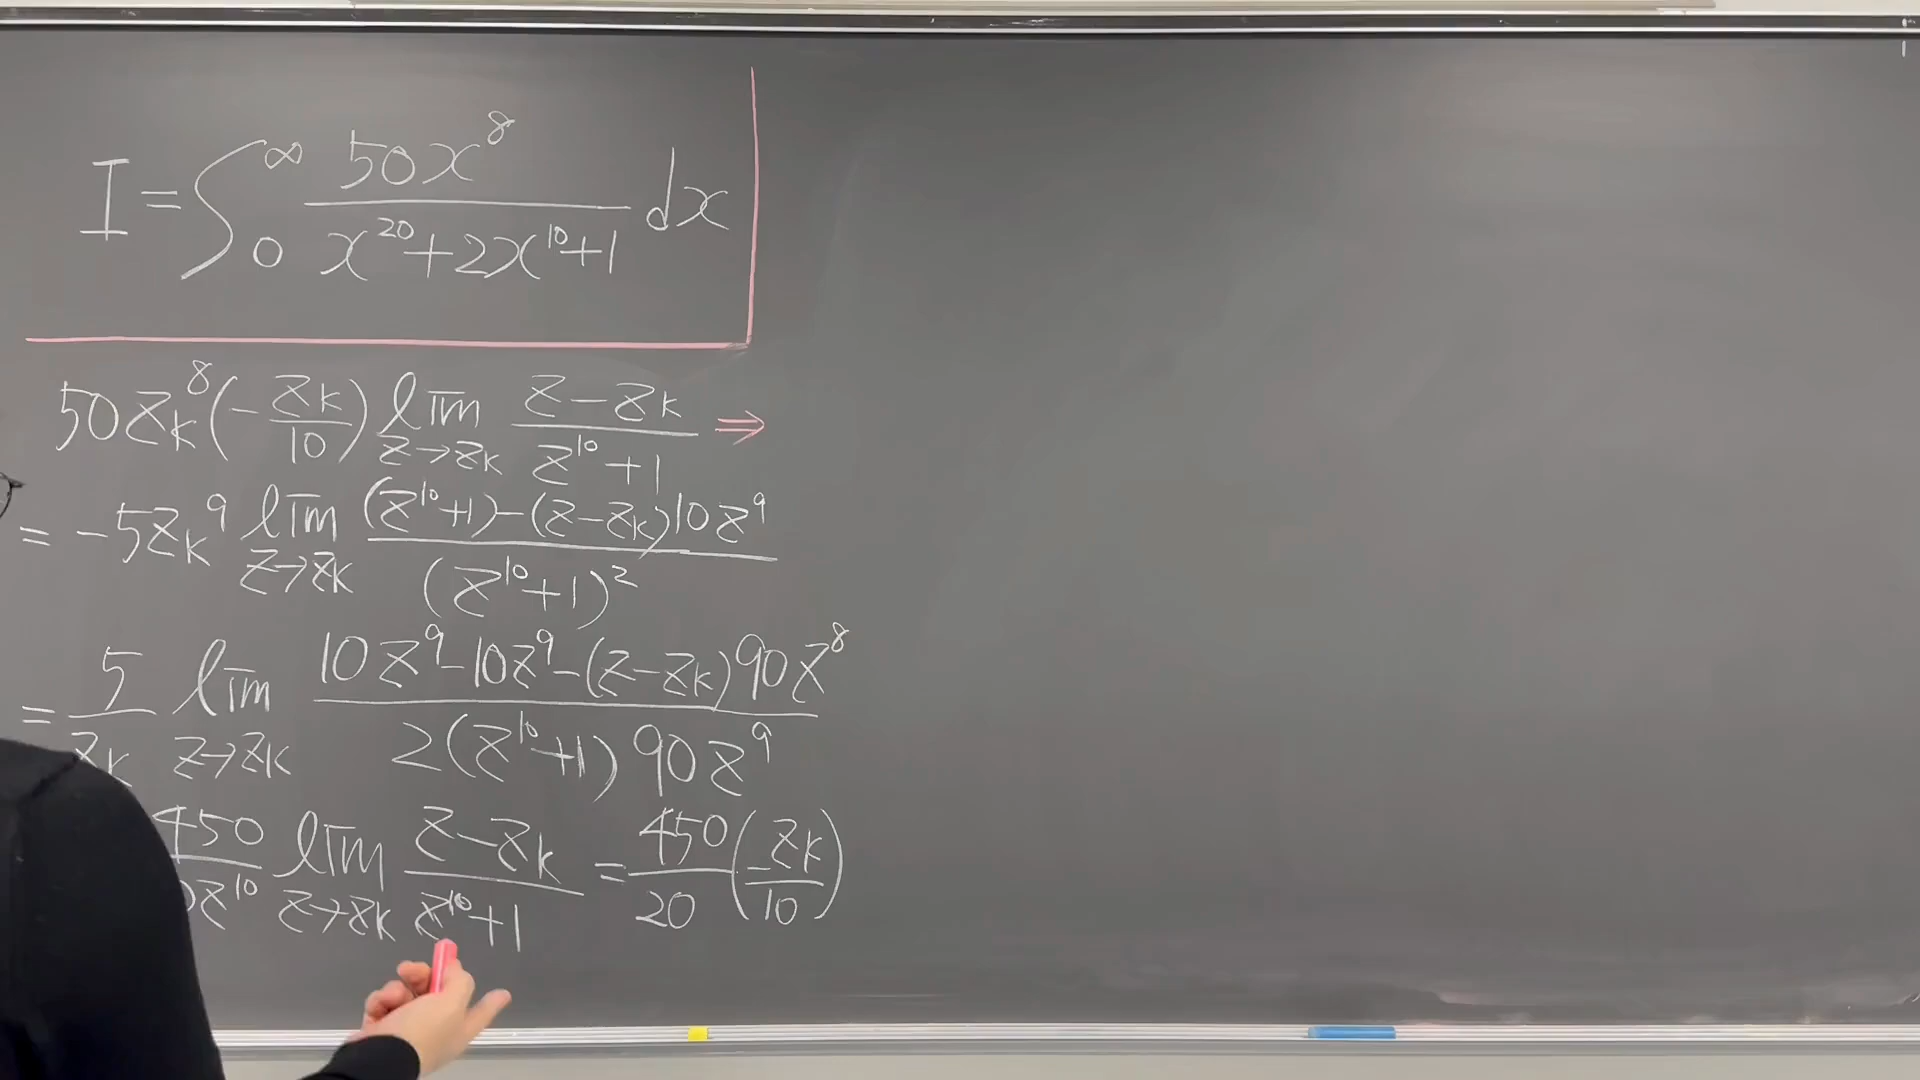 I = ∫₀^∞ 50x⁸ / (x²⁰+2x¹⁰+1) dx
50z_k⁸(-z_k/10) lim_{z→z_k} (z-z_k)/(z¹⁰+1) ⇒
= -5z_k⁹ lim_{z→z_k} ((z¹⁰+1)-(z-z_k)10z⁹)/(z¹⁰+1)²
= 5/z_k lim_{z→z_k} (10z⁹-10z⁹-(z-z_k)90z⁸)/(2(z¹⁰+1)90z⁹)
450/0z¹⁰ lim_{z→z_k} (z-z_k)/(z¹⁰+1) = 450/20 (-z_k/10)